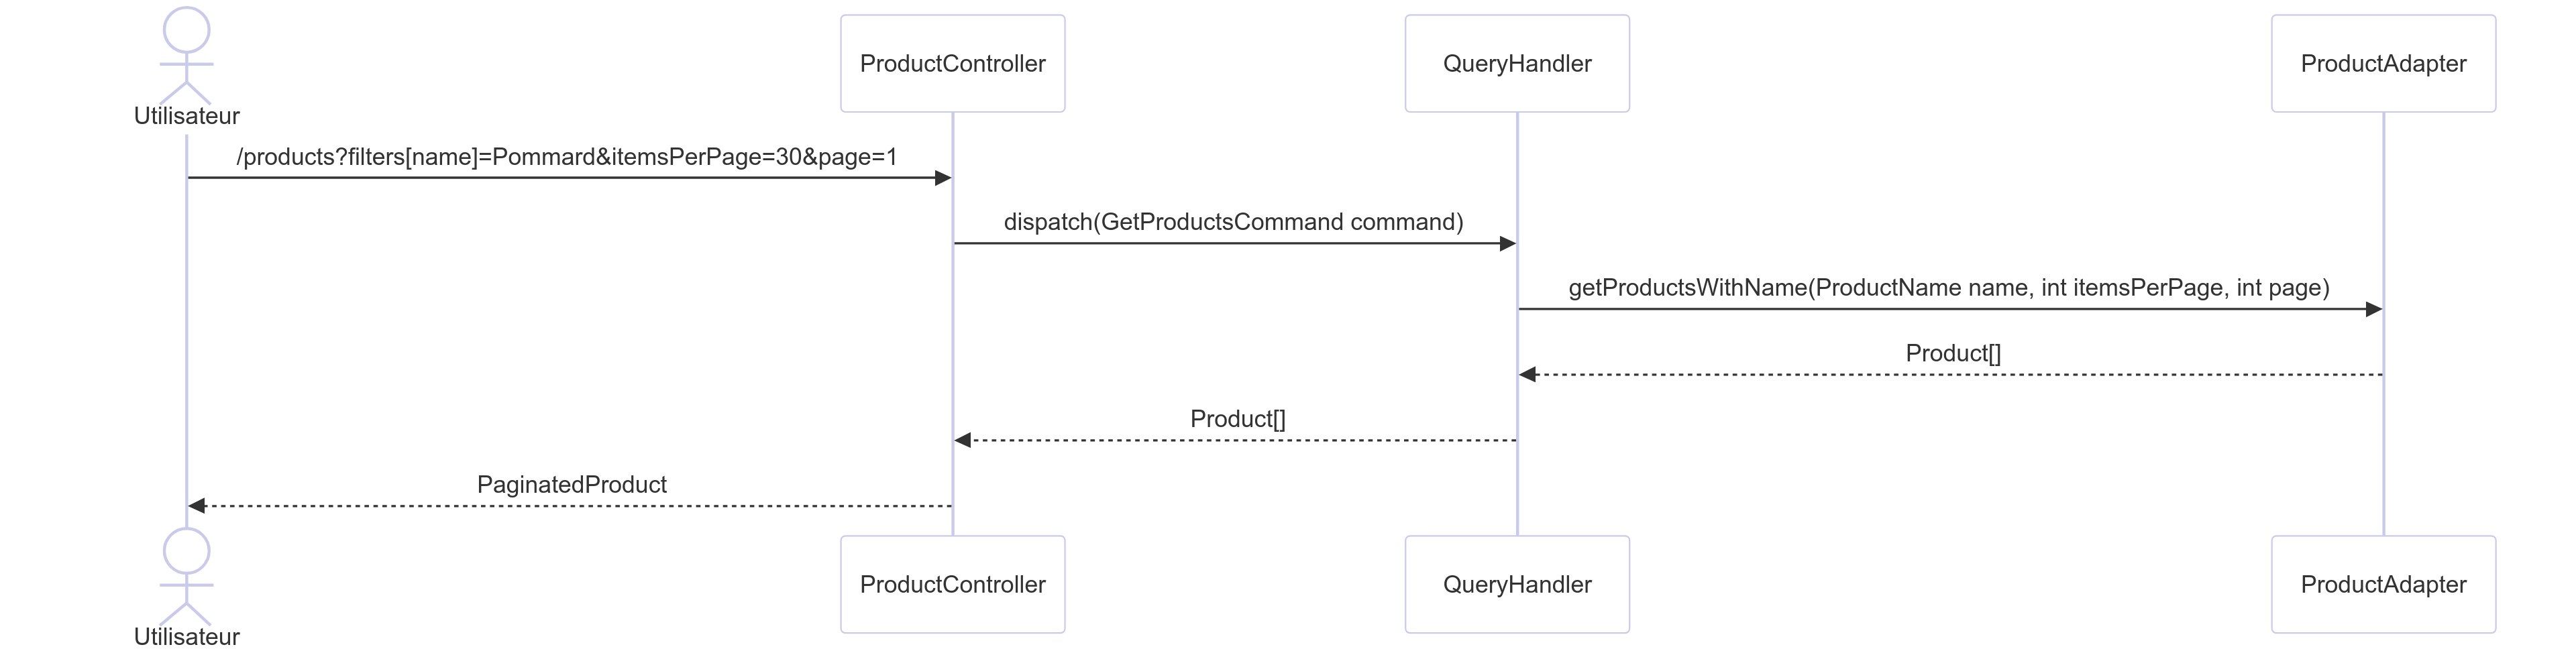 Utilisateur
ProductController
QueryHandler
ProductAdapter
/products?filters[name]=Pommard&itemsPerPage=30&page=1
dispatch(GetProductsCommand command)
getProductsWithName(ProductName name, int itemsPerPage, int page)
Product[]
Product[]
PaginatedProduct
Utilisateur
ProductController
QueryHandler
ProductAdapter